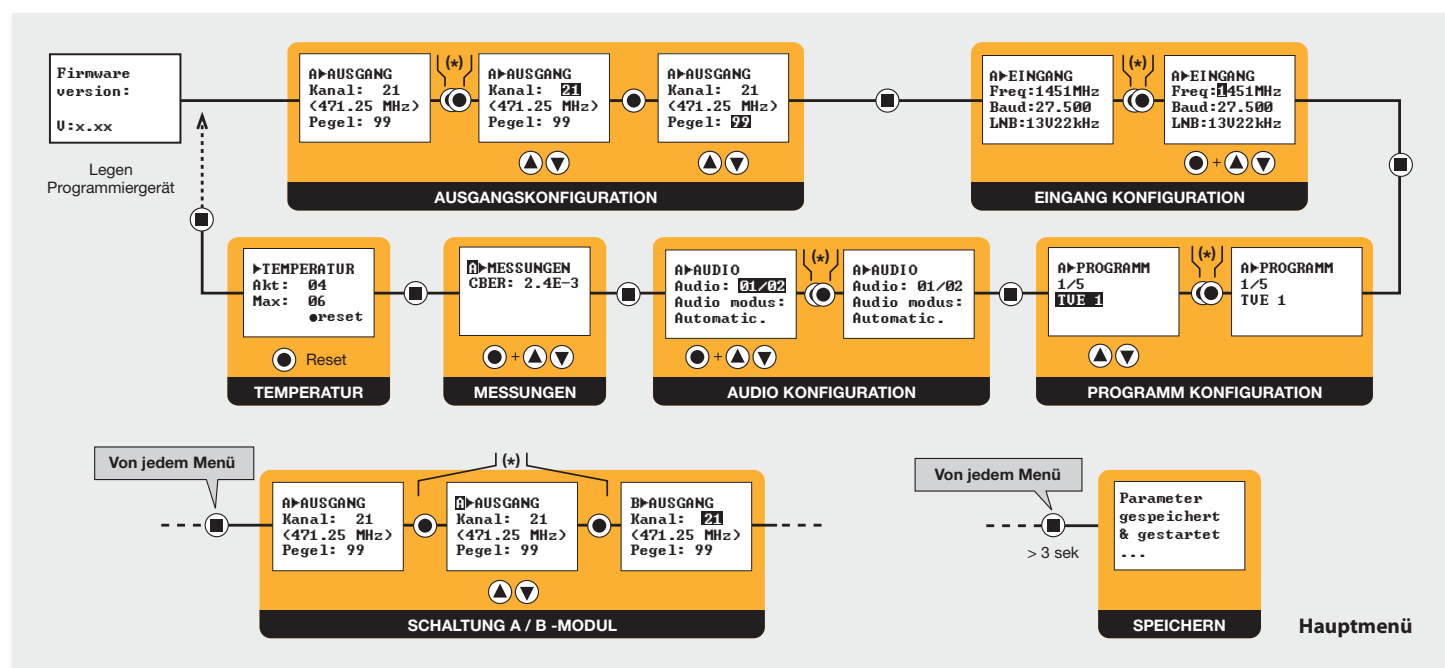 Firmware
version:
V:x.xx
Legen
Programmiergerät
A▶AUSGANG
Kanal: 21
(471.25 MHz)
Pegel: 99
(*)
A▶AUSGANG
Kanal: 21
(471.25 MHz)
Pegel: 99
A▶AUSGANG
Kanal: 21
(471.25 MHz)
Pegel: 99
AUSGANGSKONFIGURATION
A▶EINGANG
Freq:1451MHz
Baud:27.500
LNB:13V22kHz
(*)
A▶EINGANG
Freq:1451MHz
Baud:27.500
LNB:13V22kHz
+
EINGANG KONFIGURATION
▶TEMPERATUR
Akt: 04
Max: 06
●reset
Reset
TEMPERATUR
A▶MESSUNGEN
CBER: 2.4E-3
+
MESSUNGEN
A▶AUDIO
Audio: 01/02
Audio modus:
Automatic.
+
(*)
A▶AUDIO
Audio: 01/02
Audio modus:
Automatic.
AUDIO KONFIGURATION
A▶PROGRAMM
1/5
TVE 1
(*)
A▶PROGRAMM
1/5
TVE 1
PROGRAMM KONFIGURATION
Von jedem Menü
A▶AUSGANG
Kanal: 21
(471.25 MHz)
Pegel: 99
(*)
A▶AUSGANG
Kanal: 21
(471.25 MHz)
Pegel: 99
B▶AUSGANG
Kanal: 21
(471.25 MHz)
Pegel: 99
SCHALTUNG A / B -MODUL
Von jedem Menü
> 3 sek
Parameter
gespeichert
& gestartet
...
SPEICHERN
Hauptmenü